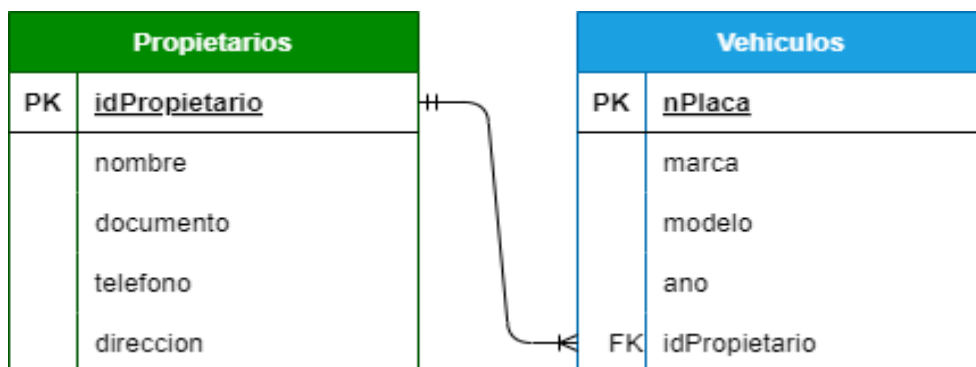 Propietarios
PK idPropietario
nombre
documento
telefono
direccion
Vehiculos
PK nPlaca
marca
modelo
ano
FK idPropietario